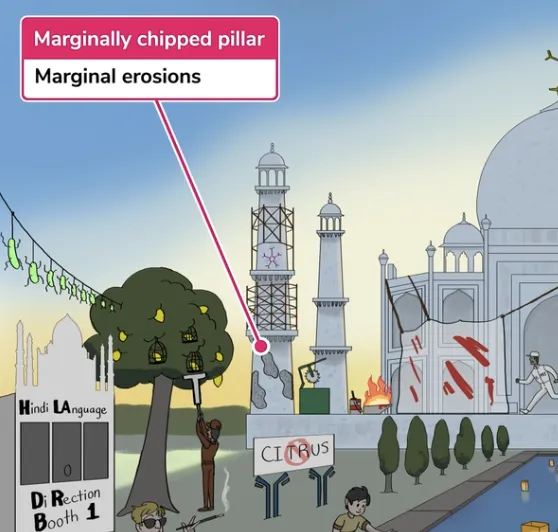 Marginally chipped pillar
Marginal erosions
Hindi LAnguage
0
DiRection
Booth 1
CITRUS